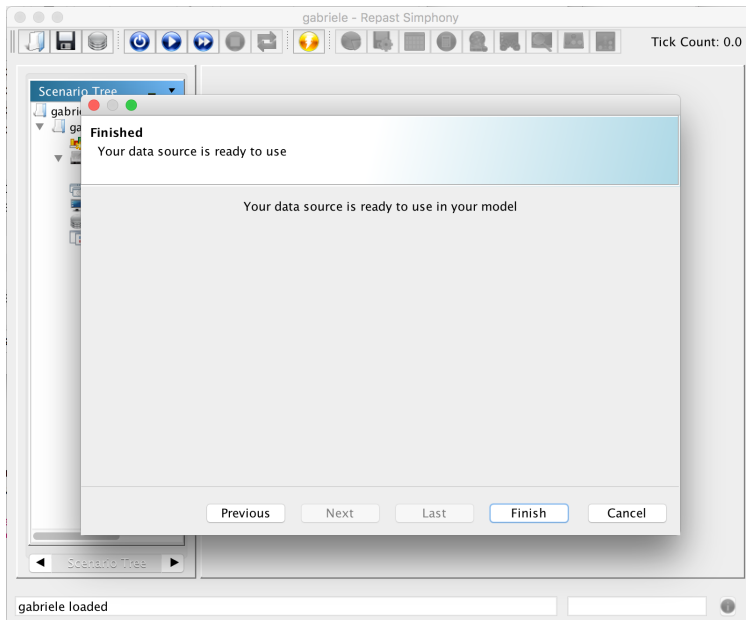 gabriele - Repast Simphony
Tick Count: 0.0
Scenario Tree
gabrie
ga
Finished
Your data source is ready to use
Your data source is ready to use in your model
Previous
Next
Last
Finish
Cancel
Scenario Tree
gabriele loaded